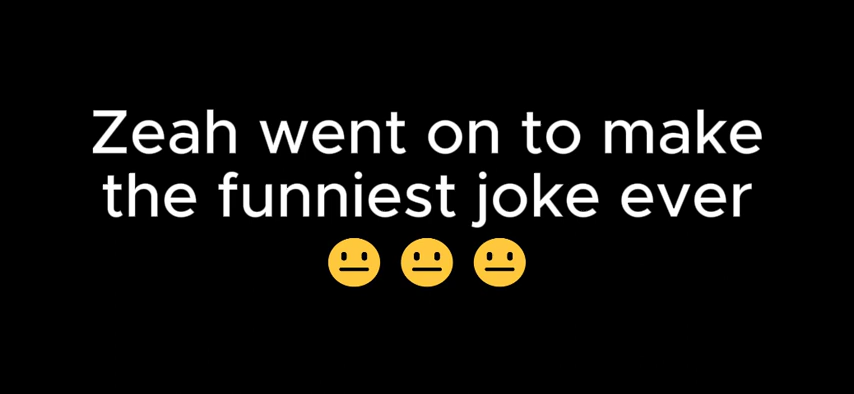 Zeah went on to make
the funniest joke ever
😐 😐 😐